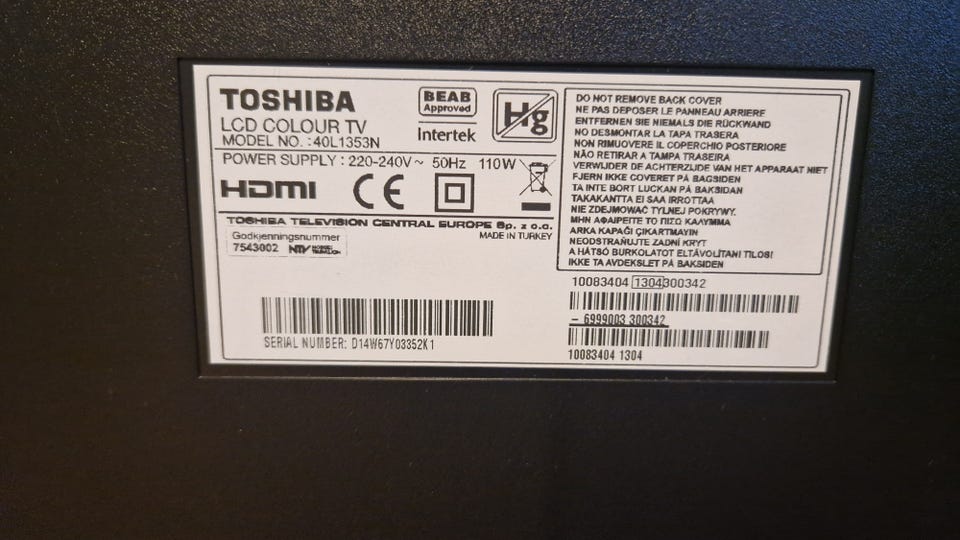 TOSHIBA
LCD COLOUR TV
MODEL NO. :40L1353N
BEAB
Approved
Intertek
Hg
POWER SUPPLY : 220-240V~ 50Hz 110W
HDMI CE
TOSHIBA TELEVISION CENTRAL EUROPE Sp. z o.o.
MADE IN TURKEY
Godkjenningsnummer
7543002 NTV
SERIAL NUMBER: D14W67Y03352K1
DO NOT REMOVE BACK COVER
NE PAS DEPOSER LE PANNEAU ARRIERE
ENTFERNEN SIE NIEMALS DIE RÜCKWAND
NO DESMONTAR LA TAPA TRASERA
NON RIMUOVERE IL COPERCHIO POSTERIORE
NÃO RETIRAR A TAMPA TRASEIRA
VERWIJDER DE ACHTERZIJDE VAN HET APPARAAT NIET
FJERN IKKE COVERET PÅ BAGSIDEN
TA INTE BORT LUCKAN PÅ BAKSIDAN
TAKAKANTTA EI SAA IRROTTAA
NIE ZDEJMOWAĆ TYLNEJ POKRYWY.
ΜΗΝ ΑΦΑΙΡΕΙΤΕ ΤΟ ΠΙΣΩ ΚΑΛΥΜΜΑ
ARKA KAPAĞI ÇIKARTMAYIN
NEODSTRAŇUJTE ZADNÍ KRYT
A HÁTSÓ BURKOLATOT ELTÁVOLÍTANI TILOS!
IKKE TA AVDEKSLET PÅ BAKSIDEN
10083404 1304300342
- 6999003 300342
10083404 1304